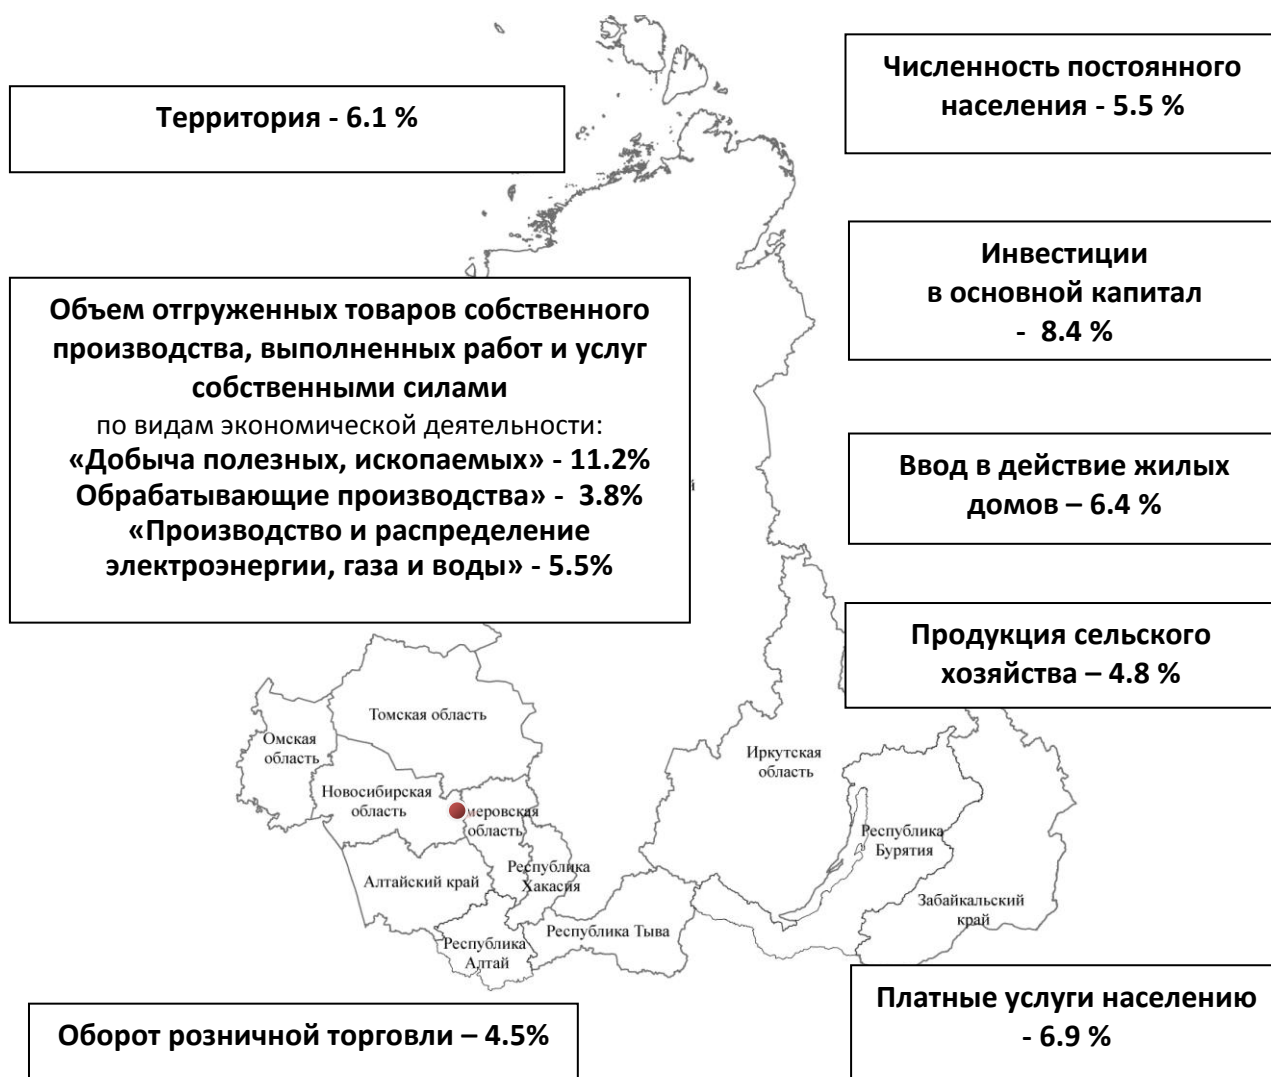 Территория - 6.1 %
Численность постоянного
населения - 5.5 %
Инвестиции
в основной капитал
- 8.4 %
Объем отгруженных товаров собственного
производства, выполненных работ и услуг
собственными силами
по видам экономической деятельности:
«Добыча полезных, ископаемых» - 11.2%
Обрабатывающие производства» - 3.8%
«Производство и распределение
электроэнергии, газа и воды» - 5.5%
й
Ввод в действие жилых
домов – 6.4 %
Продукция сельского
хозяйства – 4.8 %
Томская область
Омская
область
Новосибирская
область
меровская
область
Иркутская
область
Республика
Бурятия
Республика
Хакасия
Алтайский край
Забайкальский
край
Республика Тыва
Республика
Алтай
Платные услуги населению
- 6.9 %
Оборот розничной торговли – 4.5%